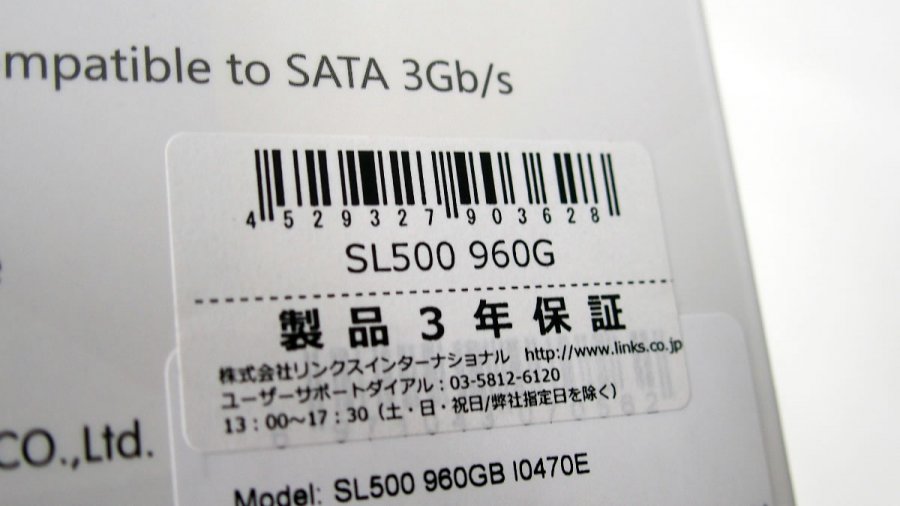 mpatible to SATA 3Gb/s
4 529327 903628
SL500 960G
製品3年保証
株式会社リンクスインターナショナル http://www.links.co.jp
ユーザーサポートダイアル：03-5812-6120
13：00～17：30（土・日・祝日/弊社指定日を除く）
CO.,Ltd.
Model: SL500 960GB I0470E